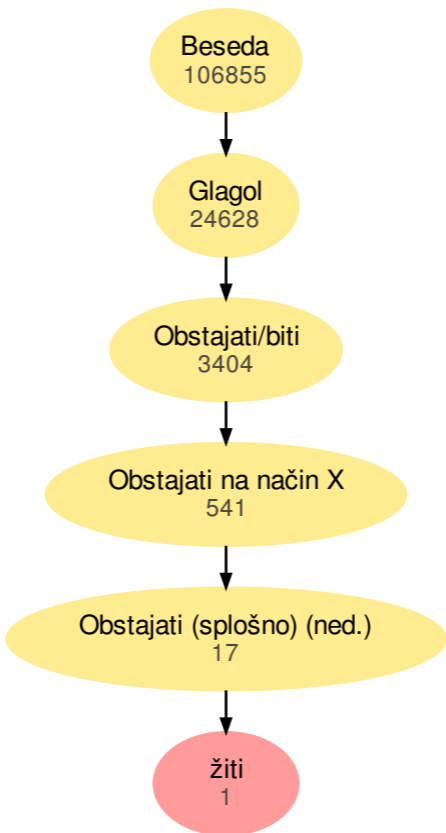 Beseda
106855
Glagol
24628
Obstajati/biti
3404
Obstajati na način X
541
Obstajati (splošno) (ned.)
17
žiti
1